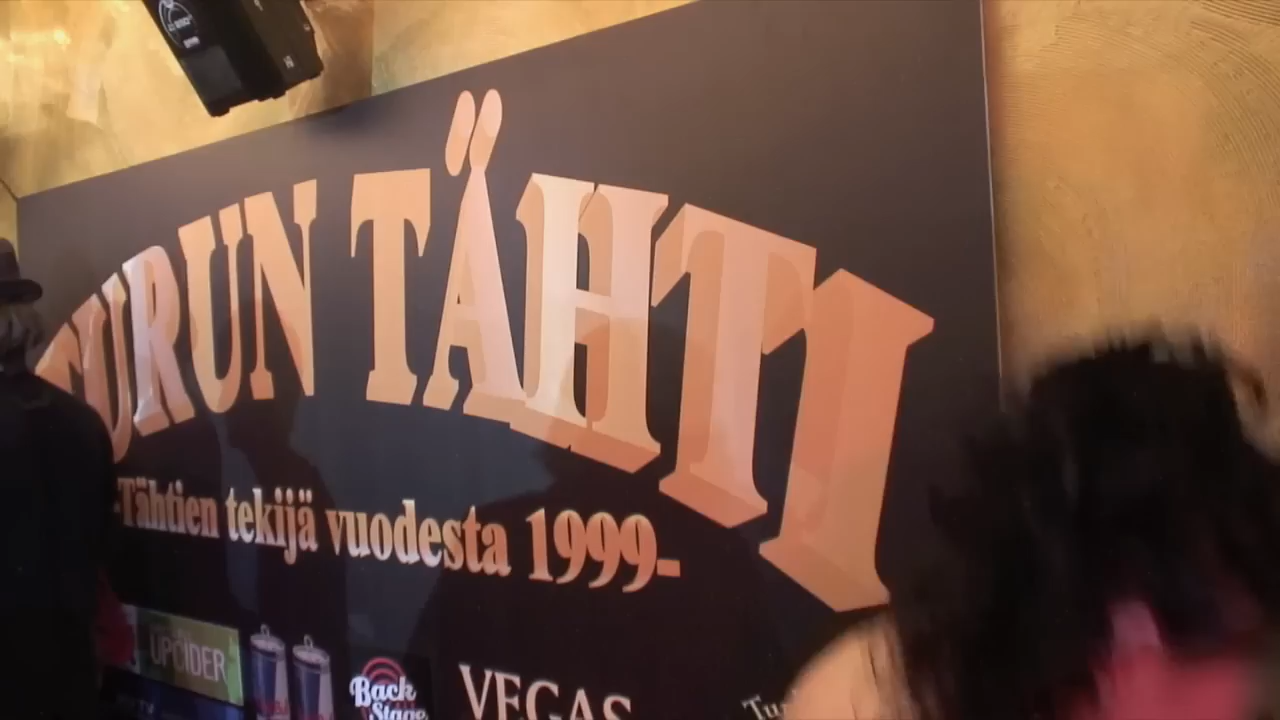 TURUN TÄHTI
-Tähtien tekijä vuodesta 1999-
UPCIDER
Back
Stage
VEGAS